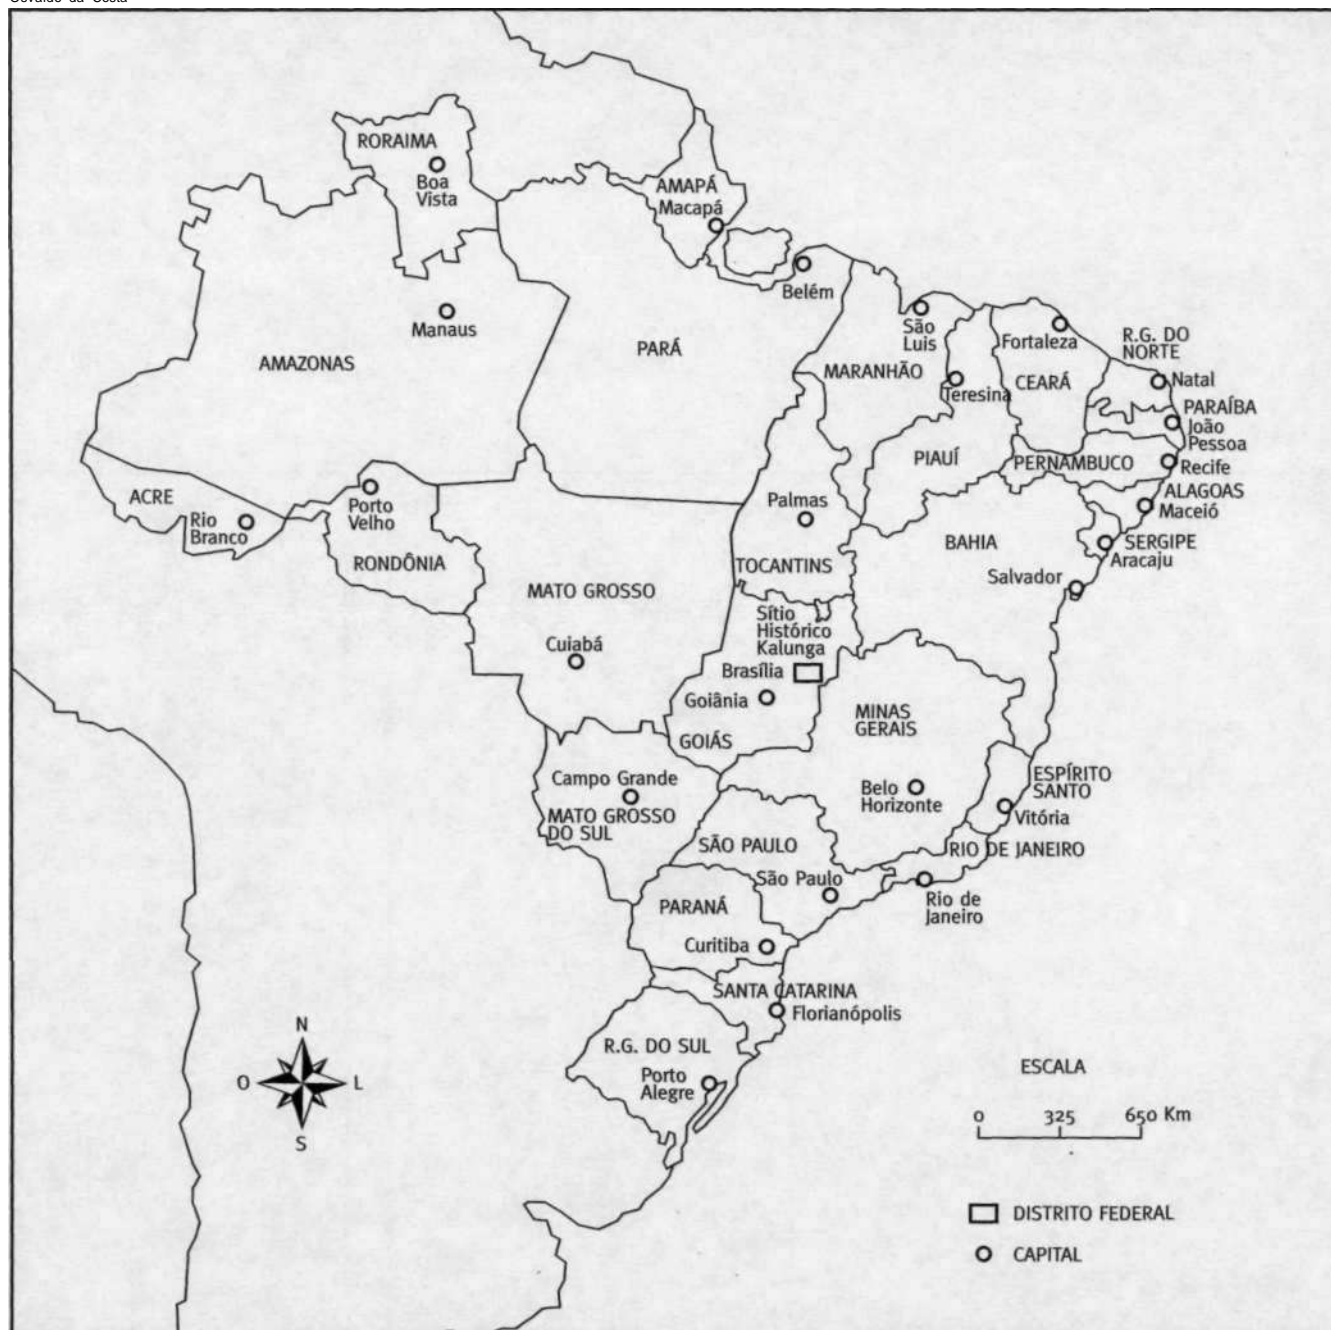 Osvaldo da Costa
RORAIMA
Boa
Vista
AMAPÁ
Macapá
Belém
Manaus
AMAZONAS
PARÁ
São
Luis
MARANHÃO
Teresina
Fortaleza
CEARÁ
R.G. DO
NORTE
Natal
PARAÍBA
João
Pessoa
PIAUÍ
PERNAMBUCO
Recife
ALAGOAS
Maceió
SERGIPE
Aracaju
ACRE
Rio
Branco
Porto
Velho
RONDÔNIA
Palmas
TOCANTINS
BAHIA
Salvador
MATO GROSSO
Cuiabá
Sítio
Histórico
Kalunga
Brasília
Goiânia
GOIÁS
MINAS
GERAIS
Belo
Horizonte
ESPÍRITO
SANTO
Vitória
Campo Grande
MATO GROSSO
DO SUL
SÃO PAULO
São Paulo
RIO DE JANEIRO
Rio de
Janeiro
PARANÁ
Curitiba
SANTA CATARINA
Florianópolis
R.G. DO SUL
Porto
Alegre
N
O L
S
ESCALA
0 325 650 Km
DISTRITO FEDERAL
CAPITAL